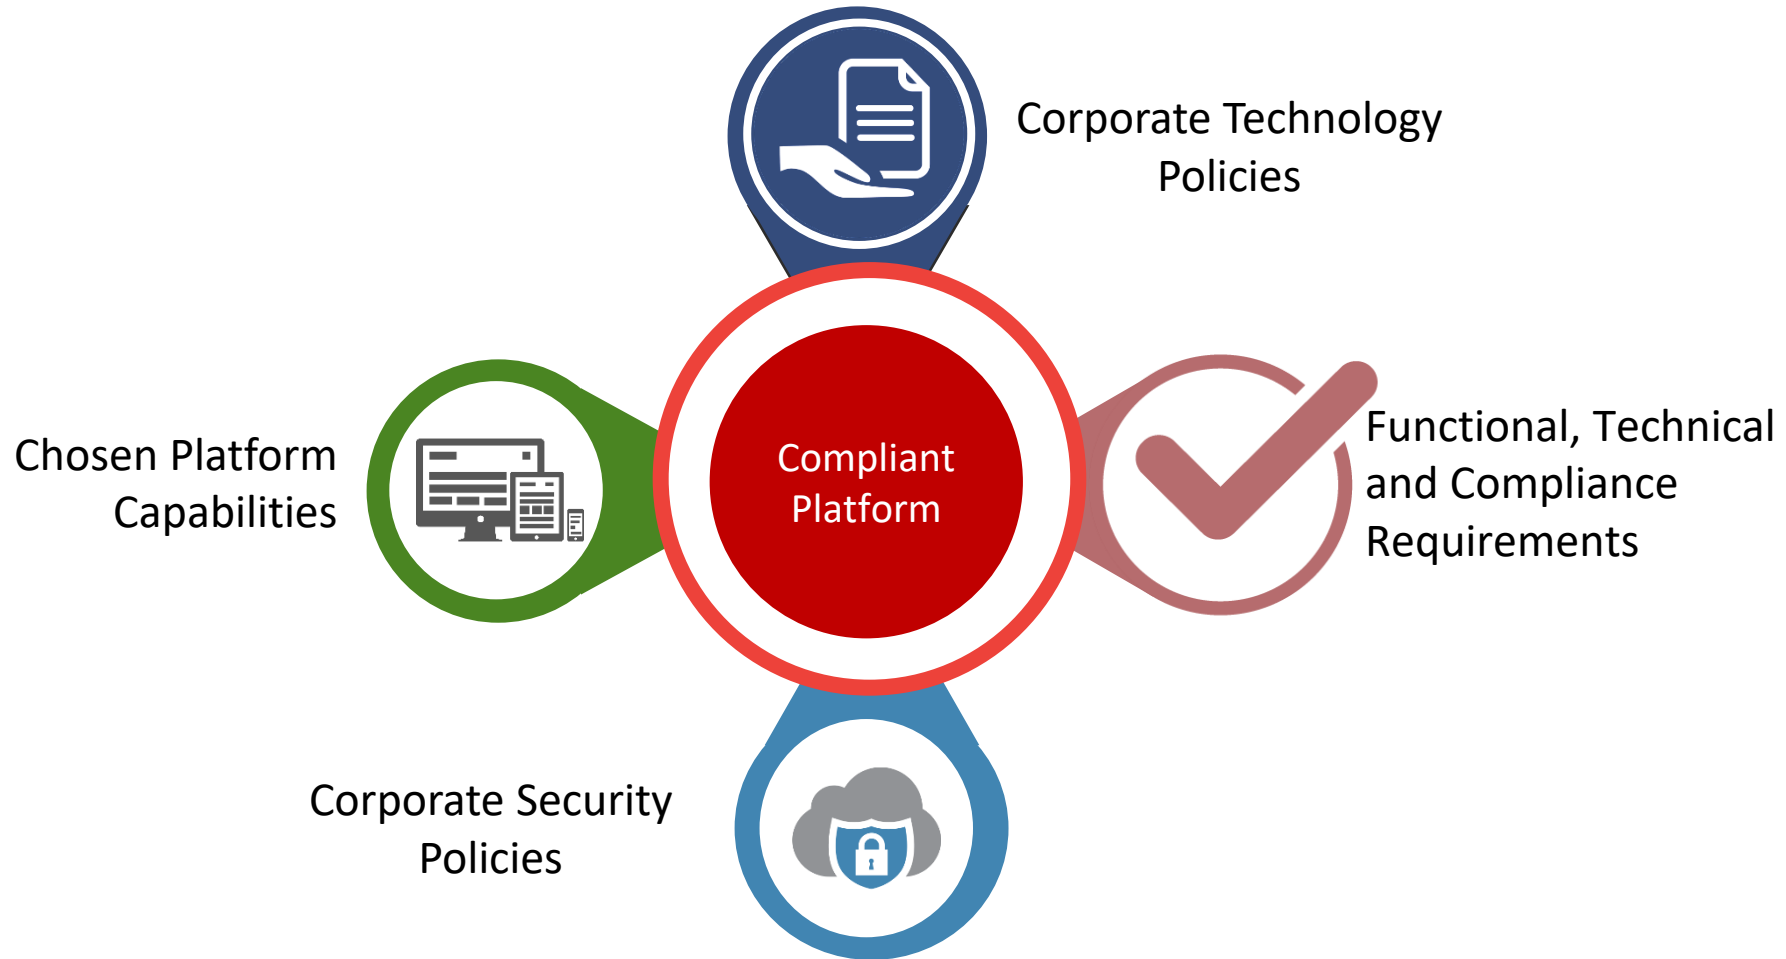 Corporate Technology
Policies
Chosen Platform
Capabilities
Compliant
Platform
Functional, Technical
and Compliance
Requirements
Corporate Security
Policies